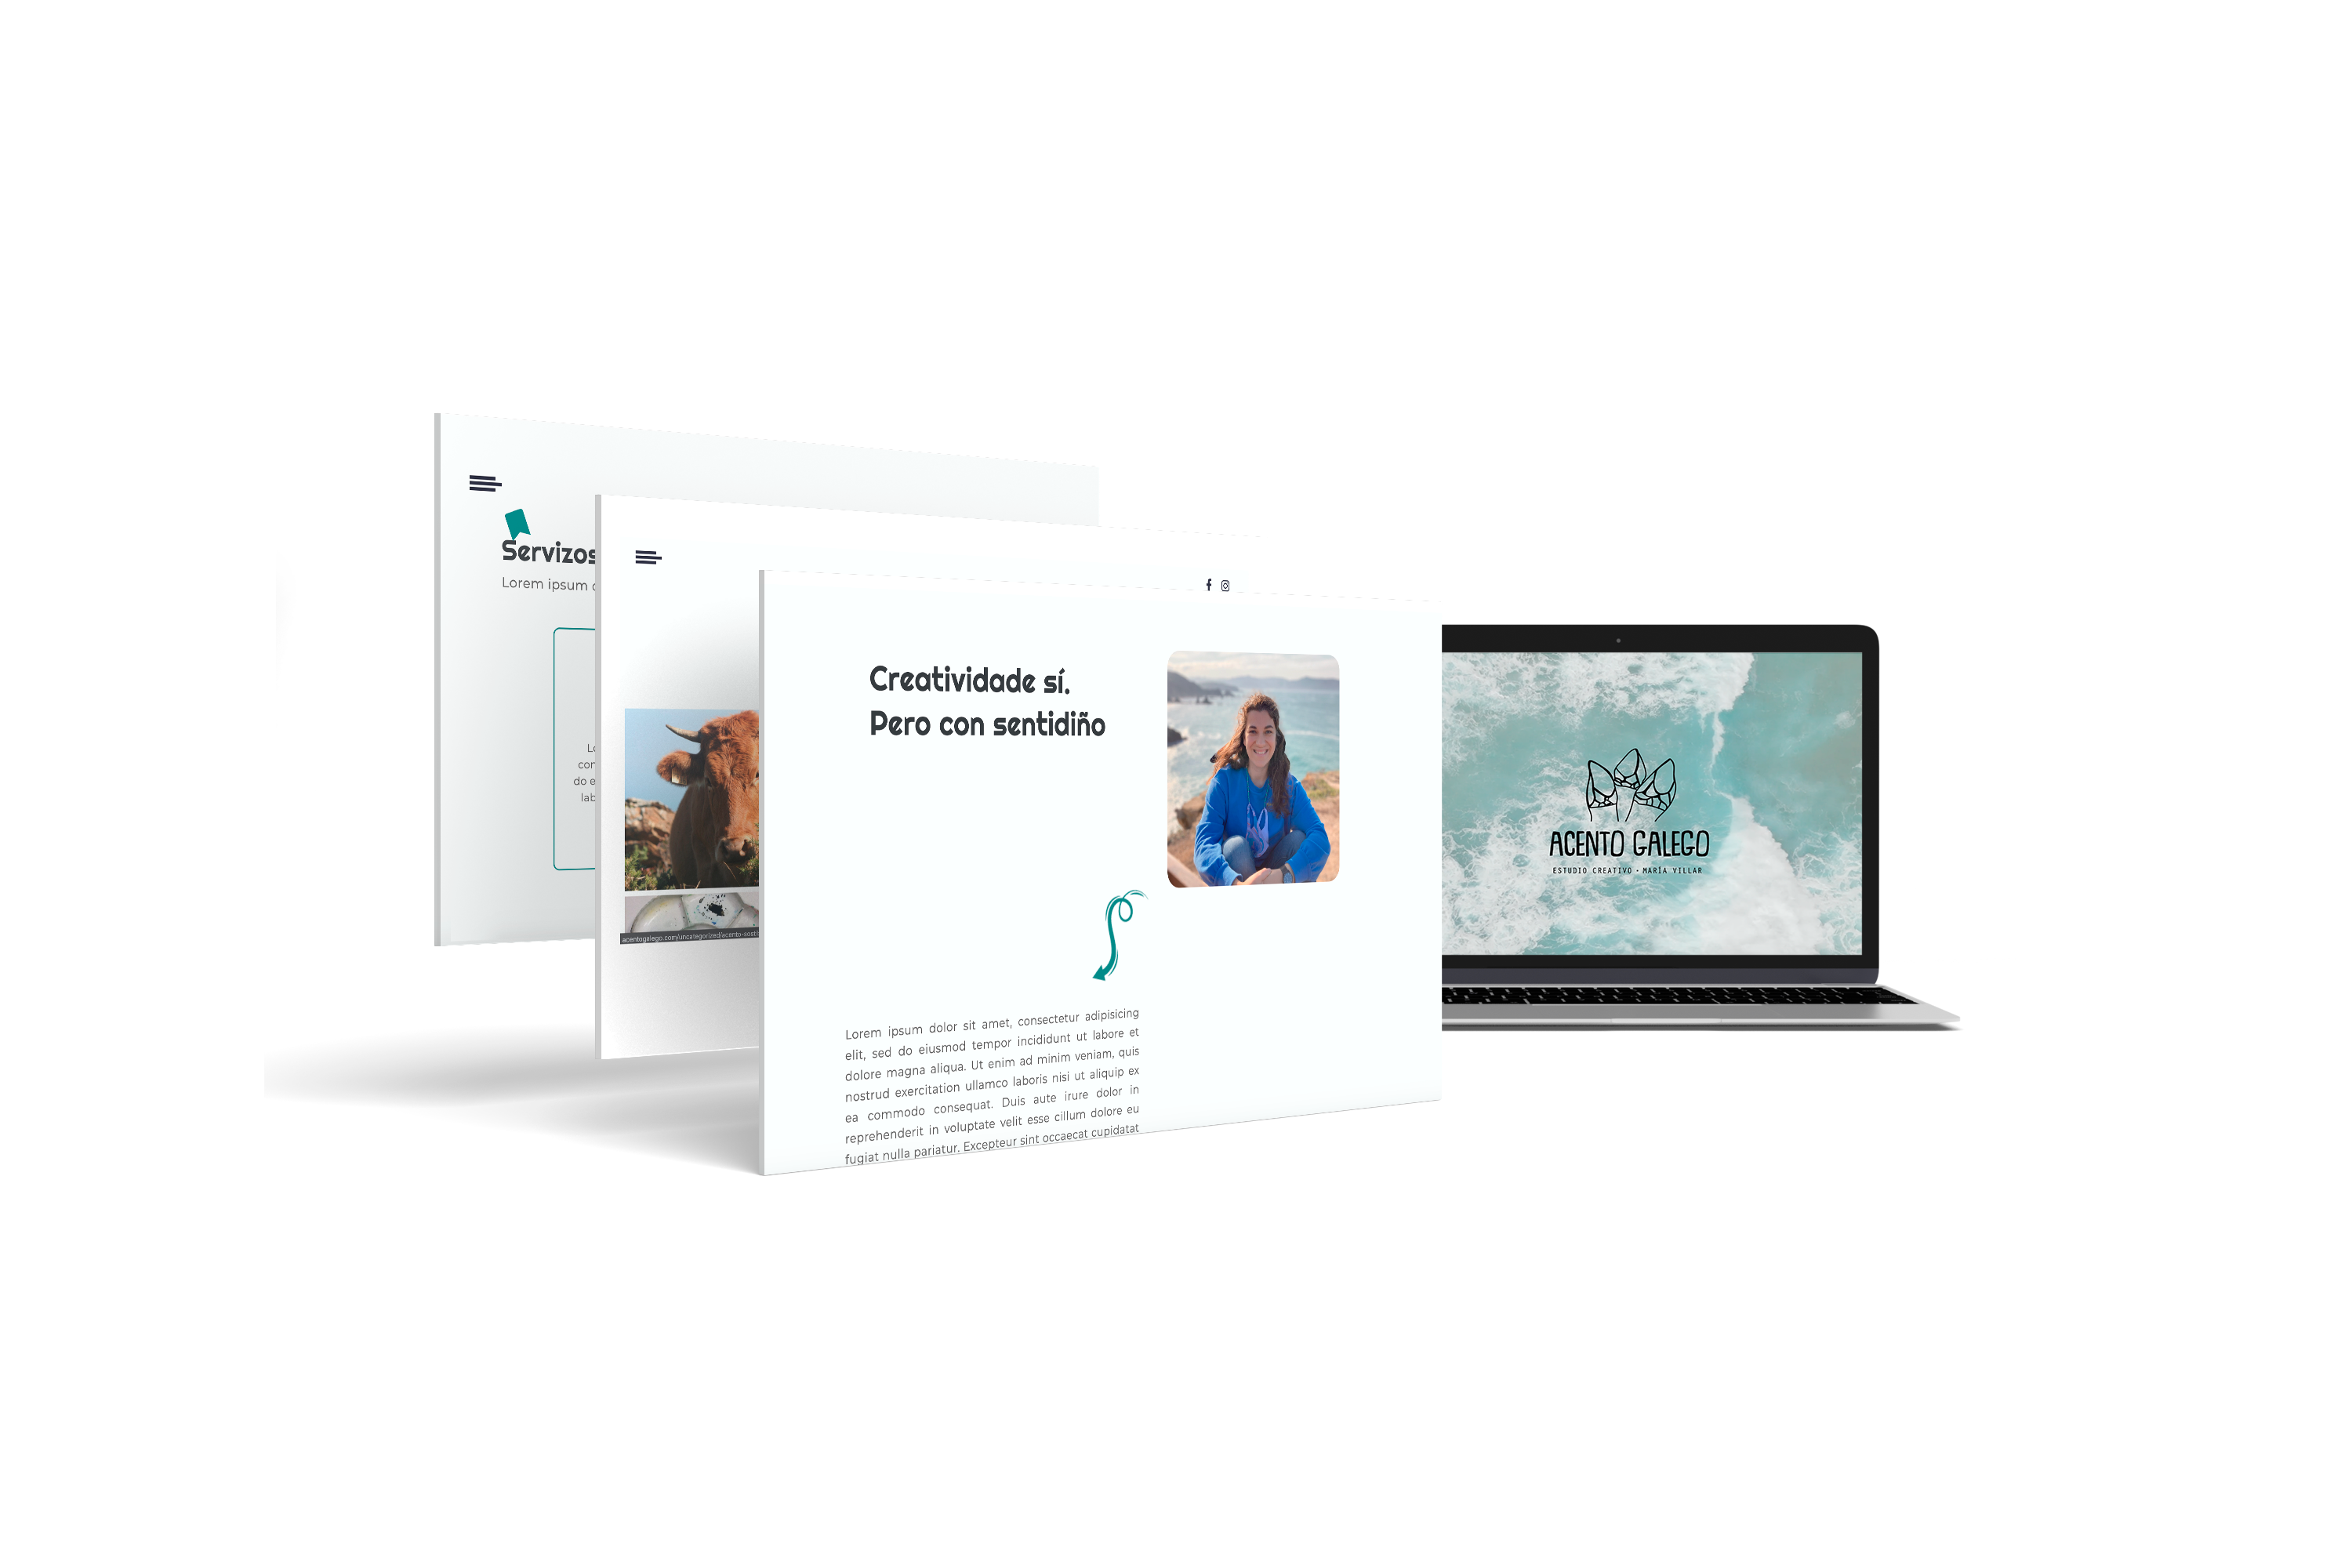 Servizos
Lorem ipsum
do e
lab
acentogalego.com/uncategorized/acento-sost
Creatividade sí.
Pero con sentidiño
Lorem ipsum dolor sit amet, consectetur adipisicing
elit, sed do eiusmod tempor incididunt ut labore et
dolore magna aliqua. Ut enim ad minim veniam, quis
nostrud exercitation ullamco laboris nisi ut aliquip ex
ea commodo consequat. Duis aute irure dolor in
reprehenderit in voluptate velit esse cillum dolore eu
fugiat nulla pariatur. Excepteur sint occaecat cupidatat
ACENTO GALEGO
ESTUDIO CREATIVO · MARÍA VILLAR